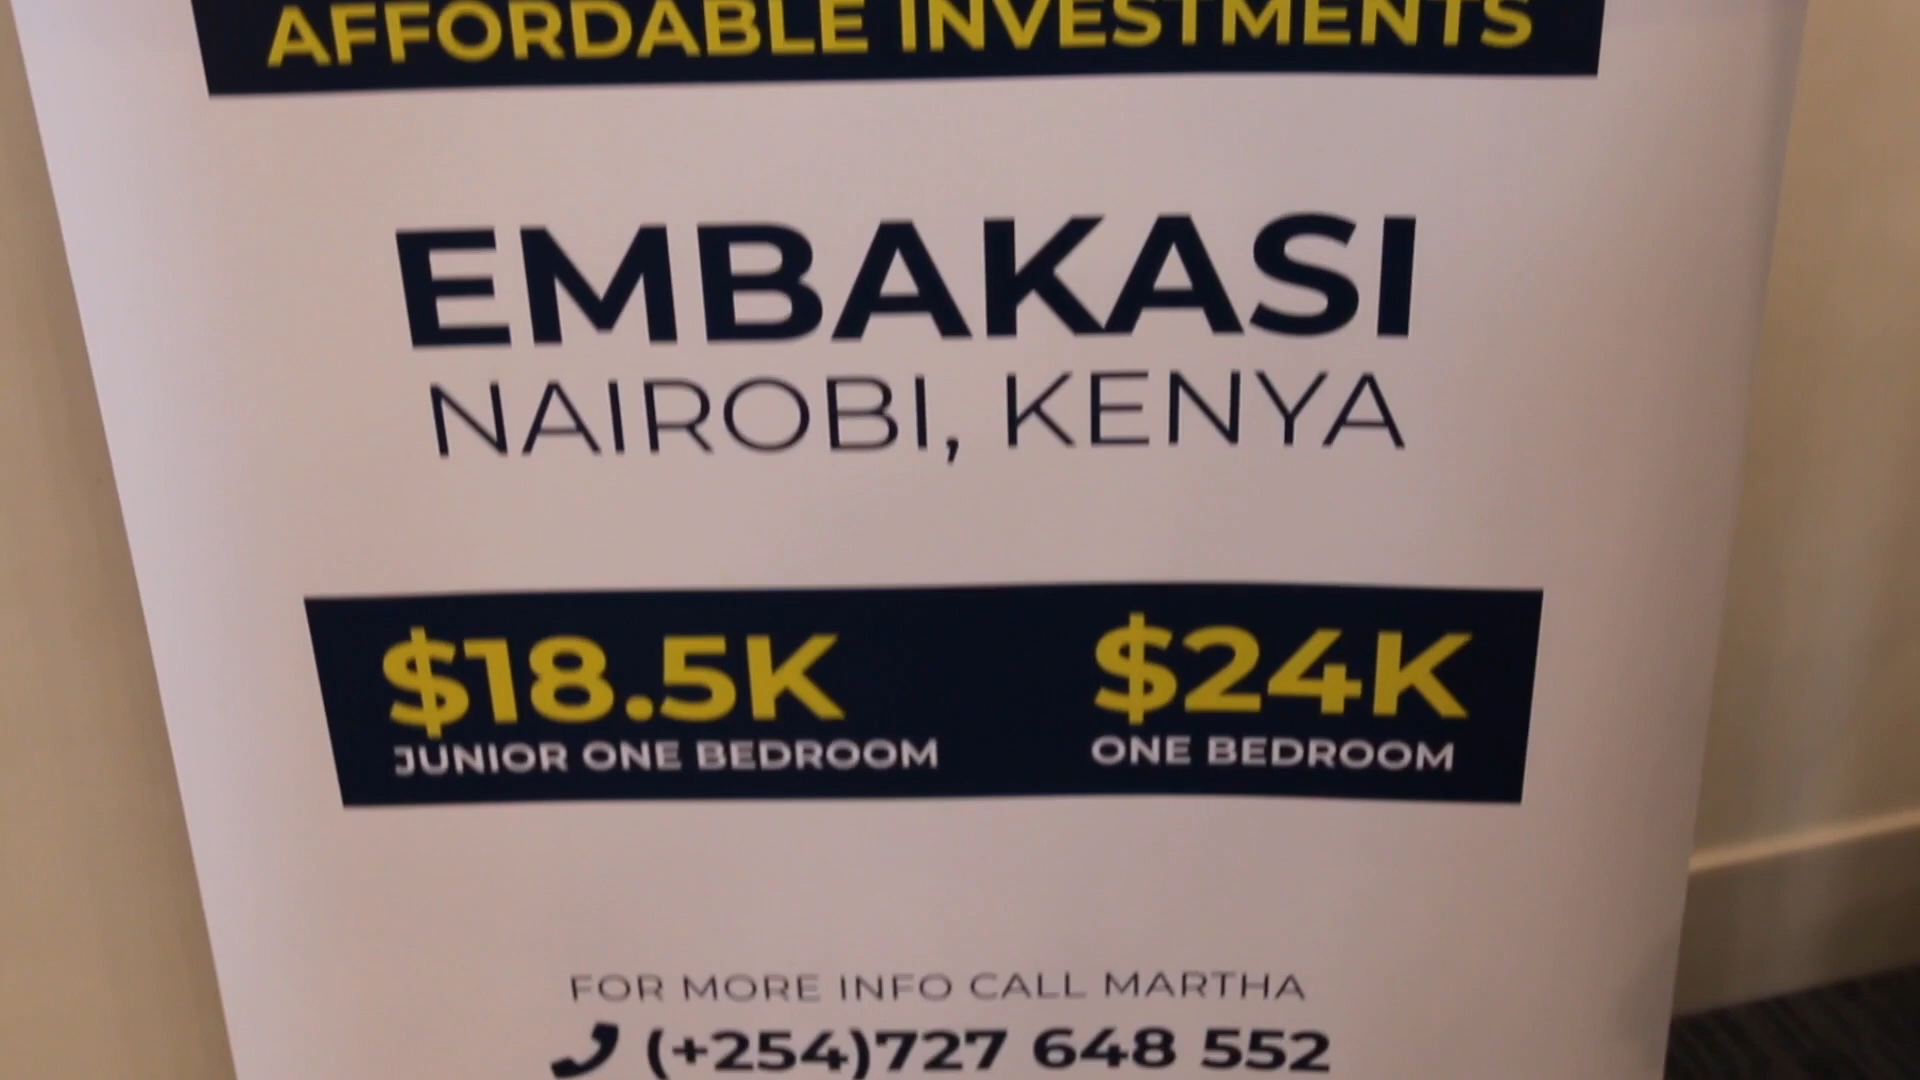 AFFORDABLE INVESTMENTS
EMBAKASI
NAIROBI, KENYA
$18.5K $24K
JUNIOR ONE BEDROOM ONE BEDROOM
FOR MORE INFO CALL MARTHA
(+254)727 648 552